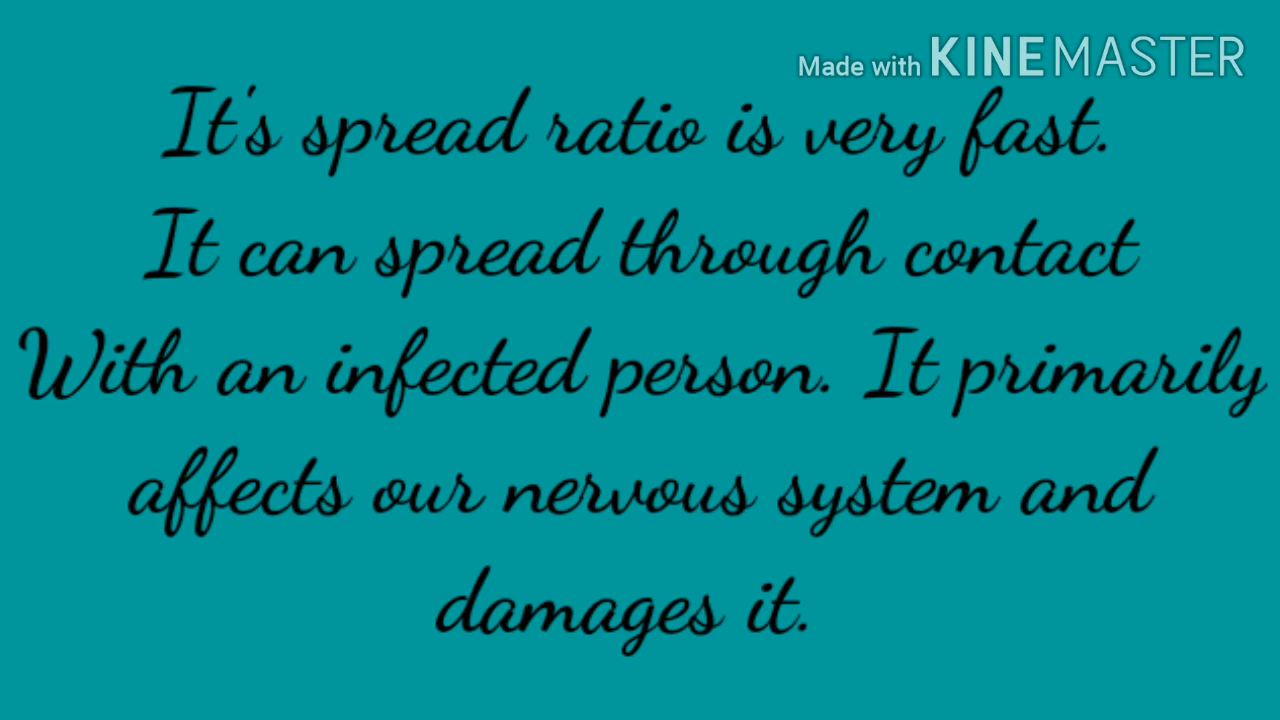 Made with KINEMASTER
It's spread ratio is very fast.
It can spread through contact
With an infected person. It primarily
affects our nervous system and
damages it.